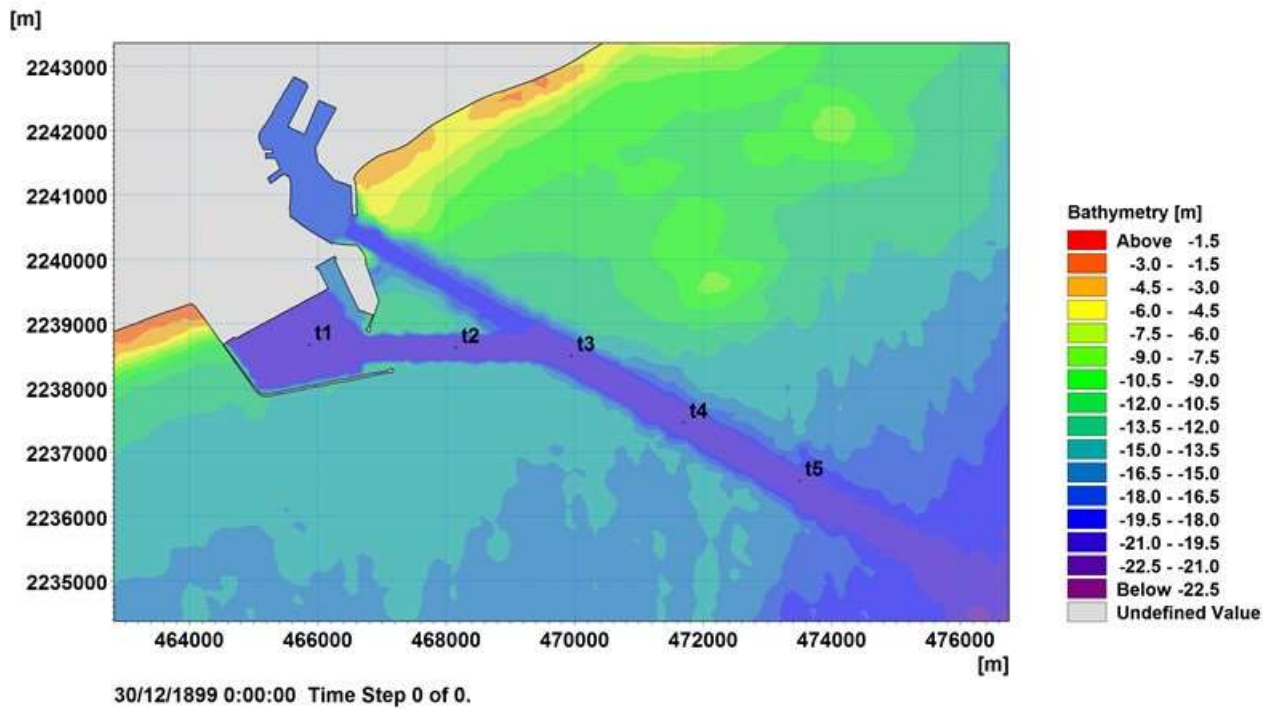 [m]
2243000
2242000
2241000
2240000
2239000
2238000
2237000
2236000
2235000
t1
t2
t3
t4
t5
464000 466000 468000 470000 472000 474000 476000
[m]
30/12/1899 0:00:00 Time Step 0 of 0.
Bathymetry [m]
Above -1.5
-3.0 - -1.5
-4.5 - -3.0
-6.0 - -4.5
-7.5 - -6.0
-9.0 - -7.5
-10.5 - -9.0
-12.0 - -10.5
-13.5 - -12.0
-15.0 - -13.5
-16.5 - -15.0
-18.0 - -16.5
-19.5 - -18.0
-21.0 - -19.5
-22.5 - -21.0
Below -22.5
Undefined Value